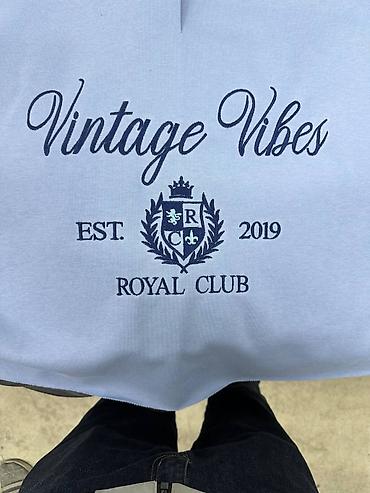 Vintage Vibes
R
C
EST. 2019
ROYAL CLUB